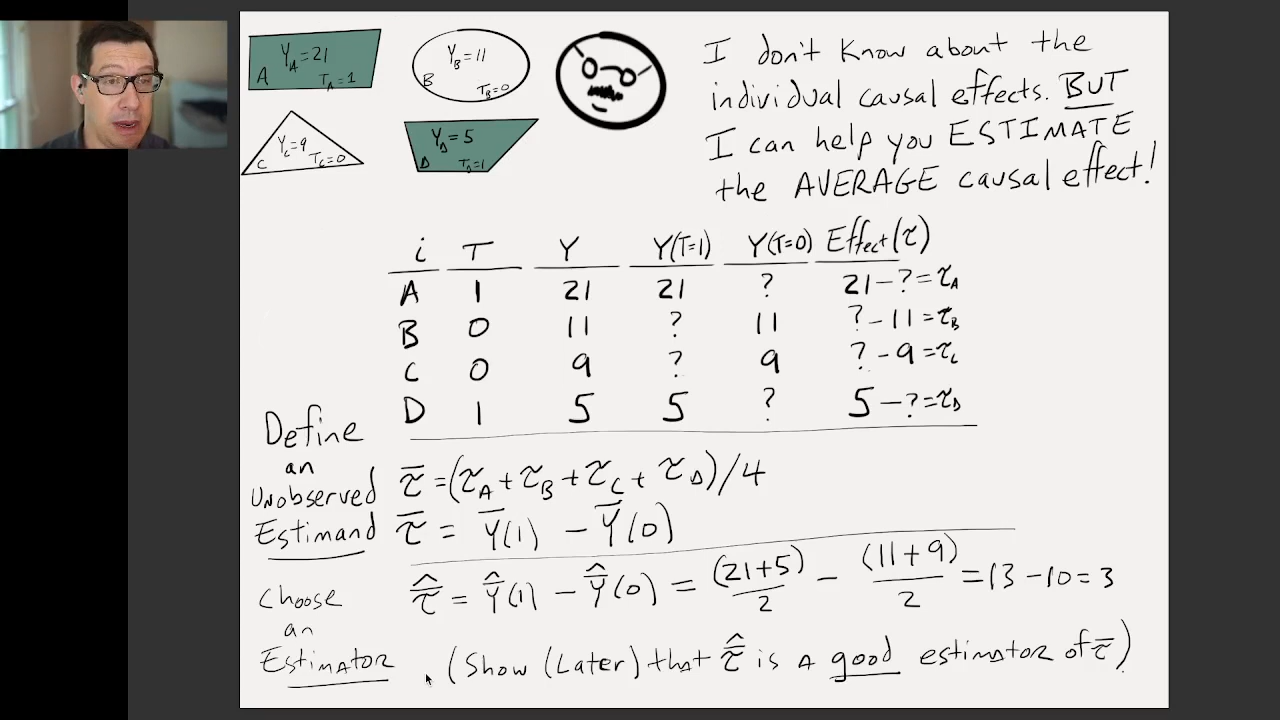 Y_A=21
A T_A=1
Y_B=11
B T_B=0
Y_C=9
C T_C=0
Y_D=5
D T_D=1
I don't know about the
individual causal effects. BUT
I can help you ESTIMATE
the AVERAGE causal effect!
i T Y Y(T=1) Y(T=0) Effect(τ)
A 1 21 21 ? 21-?=τ_A
B 0 11 ? 11 ?-11=τ_B
C 0 9 ? 9 ?-9=τ_C
D 1 5 5 ? 5-?=τ_D
Define
an
Unobserved
Estimand
τ̄=(τ_A+τ_B+τ_C+τ_D)/4
τ̄ = Ȳ(1) - Ȳ(0)
Choose
an
Estimator
τ̄̂ = Ȳ̂(1) - Ȳ̂(0) = (21+5)/2 - (11+9)/2 = 13-10=3
(Show (Later) that τ̄̂ is a good estimator of τ̄)